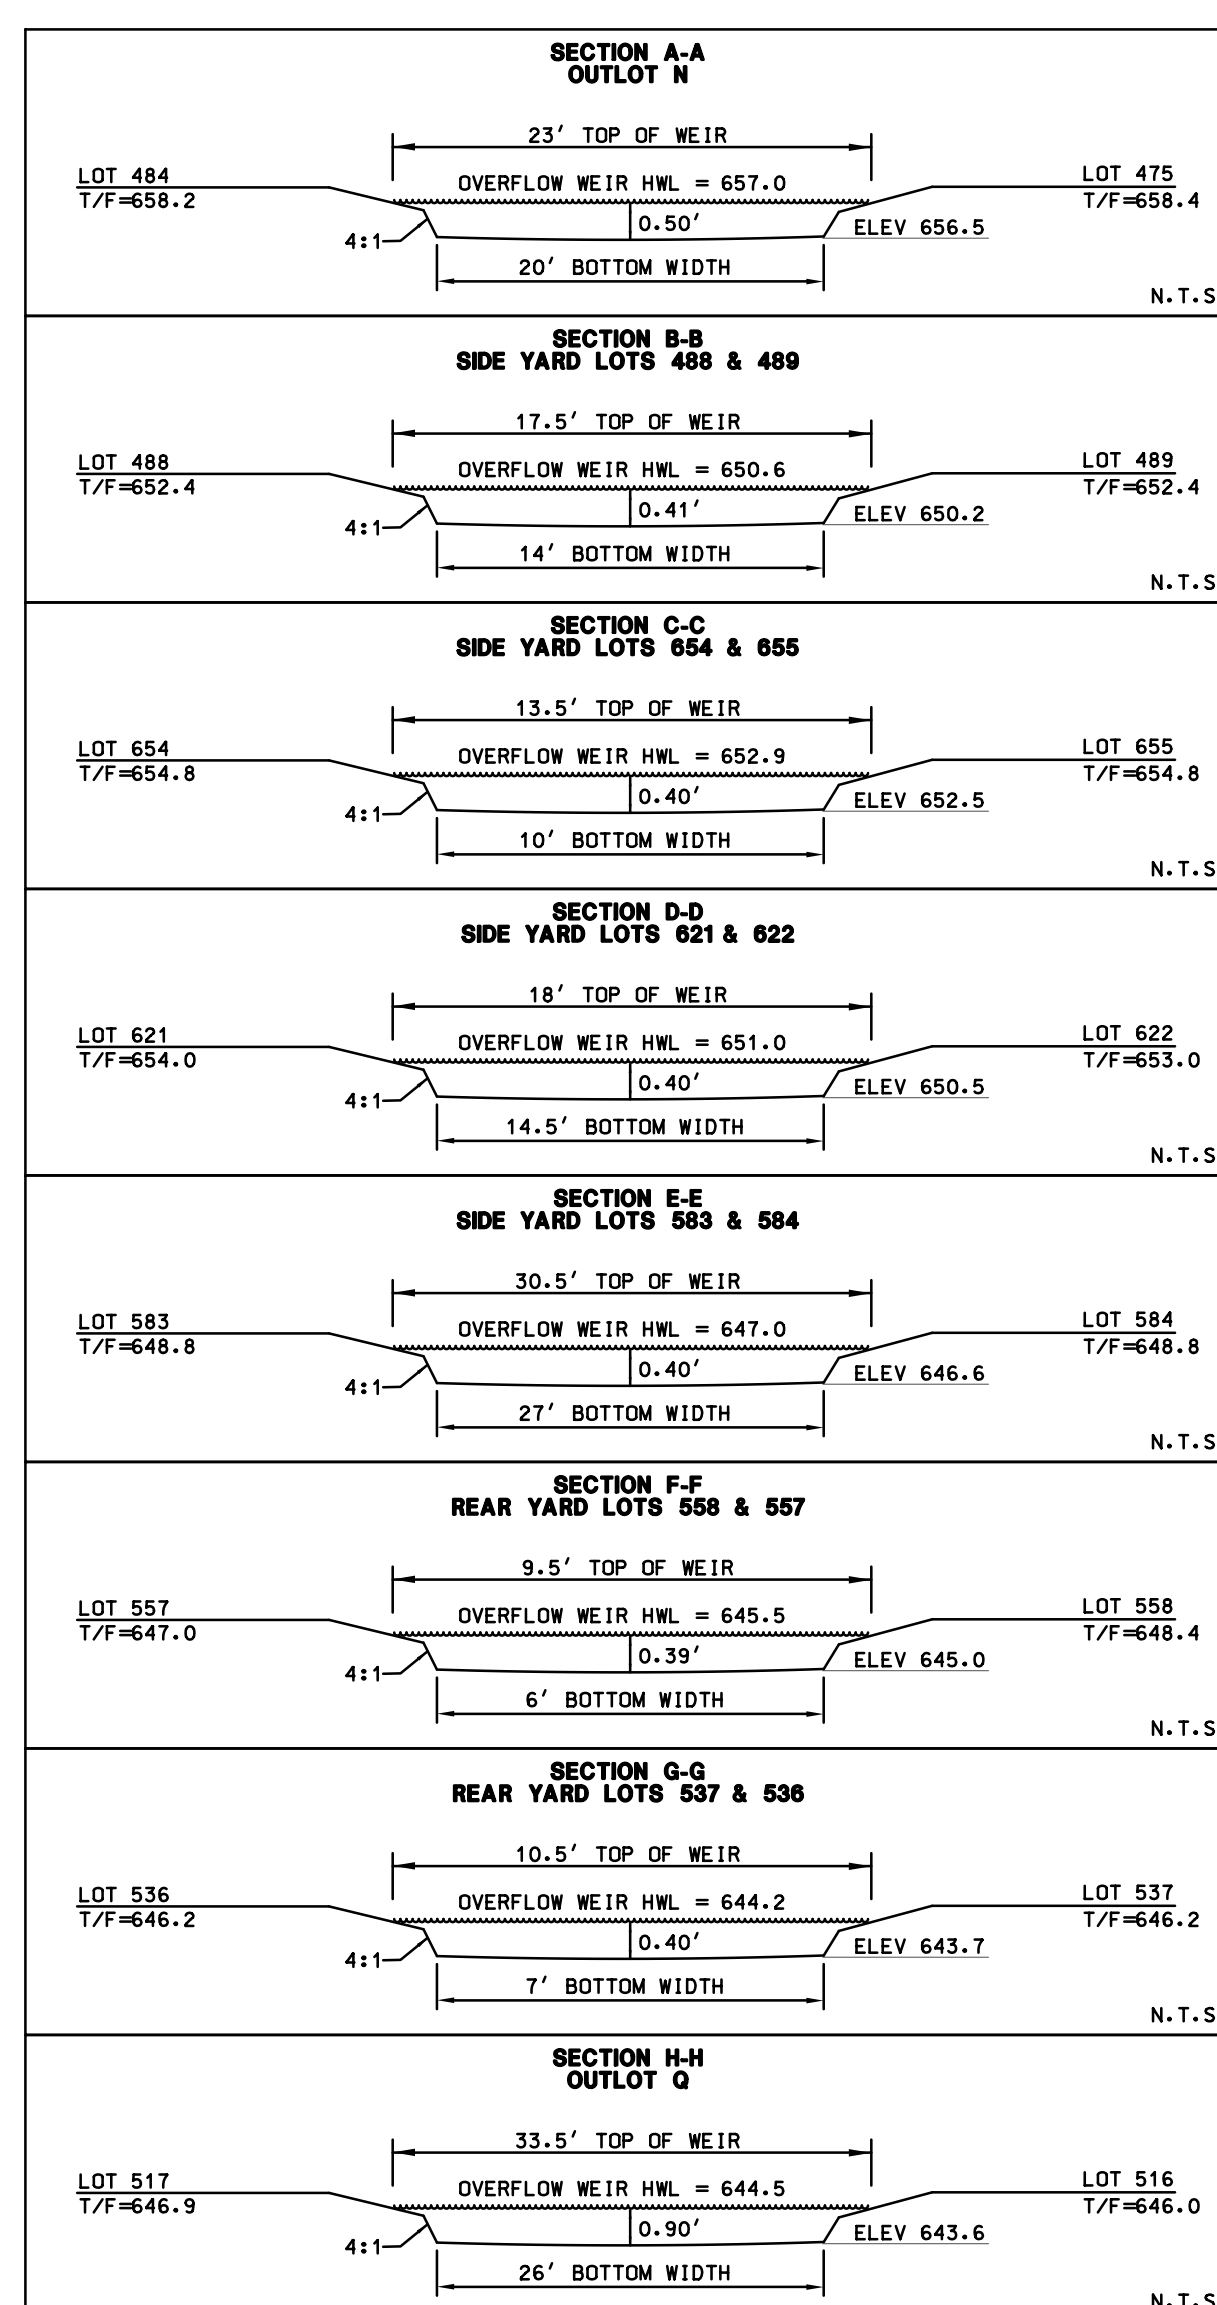 SECTION A-A
OUTLOT N
23' TOP OF WEIR
LOT 484
T/F=658.2
OVERFLOW WEIR HWL = 657.0
LOT 475
T/F=658.4
0.50'
ELEV 656.5
4:1
20' BOTTOM WIDTH
N.T.S
SECTION B-B
SIDE YARD LOTS 488 & 489
17.5' TOP OF WEIR
LOT 488
T/F=652.4
OVERFLOW WEIR HWL = 650.6
LOT 489
T/F=652.4
0.41'
ELEV 650.2
4:1
14' BOTTOM WIDTH
N.T.S
SECTION C-C
SIDE YARD LOTS 654 & 655
13.5' TOP OF WEIR
LOT 654
T/F=654.8
OVERFLOW WEIR HWL = 652.9
LOT 655
T/F=654.8
0.40'
ELEV 652.5
4:1
10' BOTTOM WIDTH
N.T.S
SECTION D-D
SIDE YARD LOTS 621 & 622
18' TOP OF WEIR
LOT 621
T/F=654.0
OVERFLOW WEIR HWL = 651.0
LOT 622
T/F=653.0
0.40'
ELEV 650.5
4:1
14.5' BOTTOM WIDTH
N.T.S
SECTION E-E
SIDE YARD LOTS 583 & 584
30.5' TOP OF WEIR
LOT 583
T/F=648.8
OVERFLOW WEIR HWL = 647.0
LOT 584
T/F=648.8
0.40'
ELEV 646.6
4:1
27' BOTTOM WIDTH
N.T.S
SECTION F-F
REAR YARD LOTS 558 & 557
9.5' TOP OF WEIR
LOT 557
T/F=647.0
OVERFLOW WEIR HWL = 645.5
LOT 558
T/F=648.4
0.39'
ELEV 645.0
4:1
6' BOTTOM WIDTH
N.T.S
SECTION G-G
REAR YARD LOTS 537 & 536
10.5' TOP OF WEIR
LOT 536
T/F=646.2
OVERFLOW WEIR HWL = 644.2
LOT 537
T/F=646.2
0.40'
ELEV 643.7
4:1
7' BOTTOM WIDTH
N.T.S
SECTION H-H
OUTLOT Q
33.5' TOP OF WEIR
LOT 517
T/F=646.9
OVERFLOW WEIR HWL = 644.5
LOT 516
T/F=646.0
0.90'
ELEV 643.6
4:1
26' BOTTOM WIDTH
N.T.S